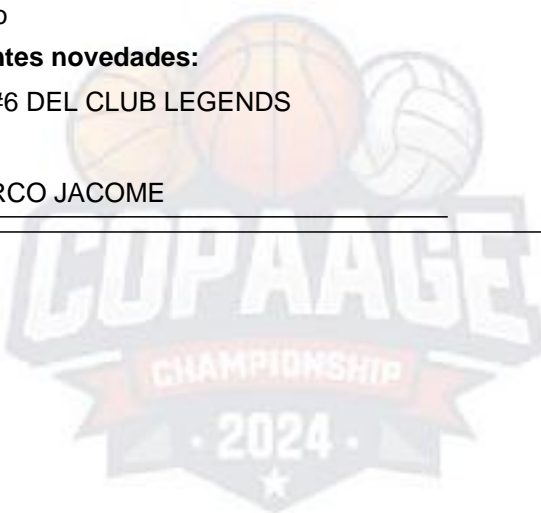 o
ntes novedades:
#6 DEL CLUB LEGENDS
RCO JACOME
COPAAGE
CHAMPIONSHIP
· 2024 ·